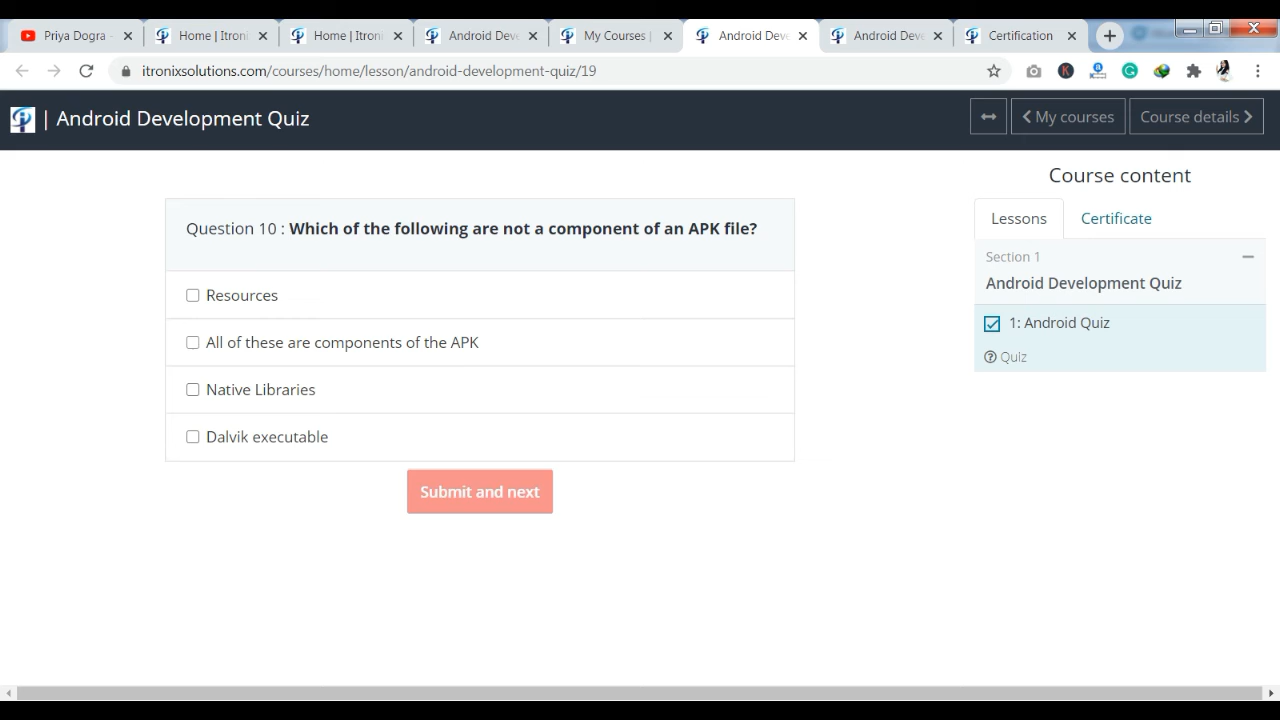 Priya Dogra -
Home | Itroni
Home | Itroni
Android De
My Courses |
Android Dev
Android Dev
Certification
itronixsolutions.com/courses/home/lesson/android-development-quiz/19
| Android Development Quiz
My courses
Course details
Course content
Lessons
Certificate
Section 1
Android Development Quiz
1: Android Quiz
Quiz
Question 10 : Which of the following are not a component of an APK file?
Resources
All of these are components of the APK
Native Libraries
Dalvik executable
Submit and next